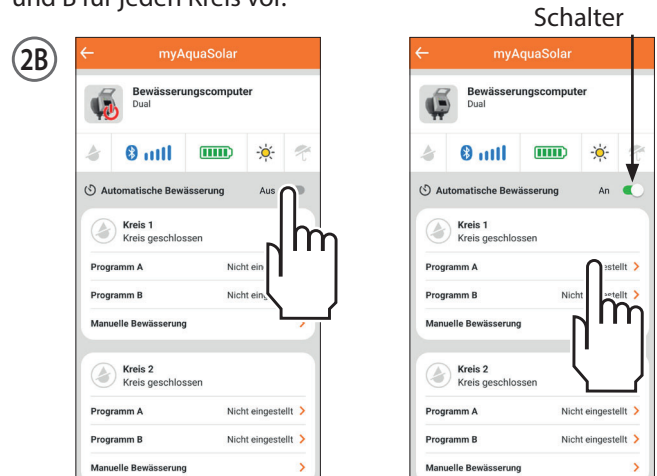 und B für jeden Kreis vor.
Schalter
2B
myAquaSolar
Bewässerungscomputer
Dual
Automatische Bewässerung Aus
Kreis 1
Kreis geschlossen
Programm A Nicht
Programm B Nicht
Manuelle Bewässerung
Kreis 2
Kreis geschlossen
Programm A Nicht eingestellt
Programm B Nicht eingestellt
Manuelle Bewässerung
myAquaSolar
Bewässerungscomputer
Dual
Automatische Bewässerung An
Kreis 1
Kreis geschlossen
Programm A
Programm B Nicht
Manuelle Bewässerung
Kreis 2
Kreis geschlossen
Programm A Nicht eingestellt
Programm B Nicht eingestellt
Manuelle Bewässerung